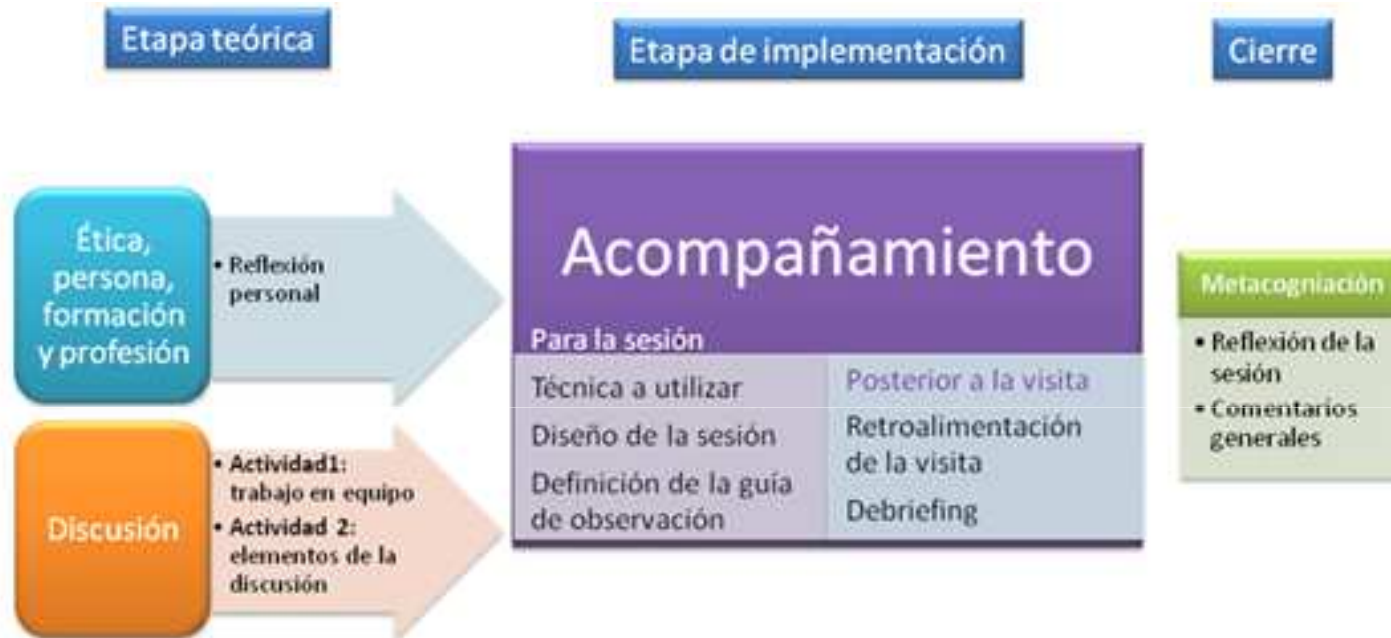 Etapa teórica
Etapa de implementación
Cierre
Ética,
persona,
formación
y profesión
• Reflexión
personal
Discusión
• Actividad1:
trabajo en equipo
• Actividad 2:
elementos de la
discusión
Acompañamiento
Para la sesión
Técnica a utilizar
Diseño de la sesión
Definición de la guía
de observación
Posterior a la visita
Retroalimentación
de la visita
Debriefing
Metacogniación
• Reflexión de la
sesión
• Comentarios
generales